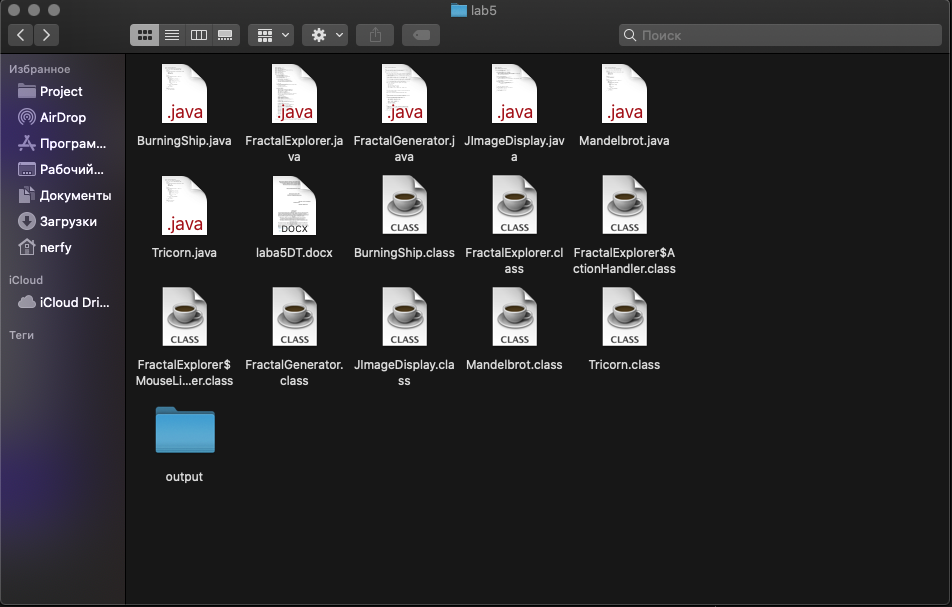 lab5
Поиск
Избранное
Project
AirDrop
Програм...
Рабочий...
Документы
Загрузки
nerfy
iCloud
iCloud Dri...
Теги
.java
.java
.java
.java
.java
BurningShip.java
FractalExplorer.ja
va
FractalGenerator.j
ava
JImageDisplay.jav
a
Mandelbrot.java
.java
DOCX
CLASS
CLASS
CLASS
Tricorn.java
laba5DT.docx
BurningShip.class
FractalExplorer.cl
ass
FractalExplorer$A
ctionHandler.class
CLASS
CLASS
CLASS
CLASS
CLASS
FractalExplorer$
MouseLi...er.class
FractalGenerator.
class
JImageDisplay.cla
ss
Mandelbrot.class
Tricorn.class
output